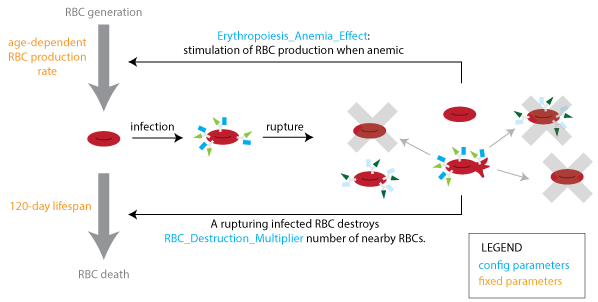 RBC generation
age-dependent
RBC production
rate
Erythropoiesis_Anemia_Effect:
stimulation of RBC production when anemic
infection
rupture
120-day lifespan
A rupturing infected RBC destroys
RBC_Destruction_Multiplier number of nearby RBCs.
RBC death
LEGEND
config parameters
fixed parameters